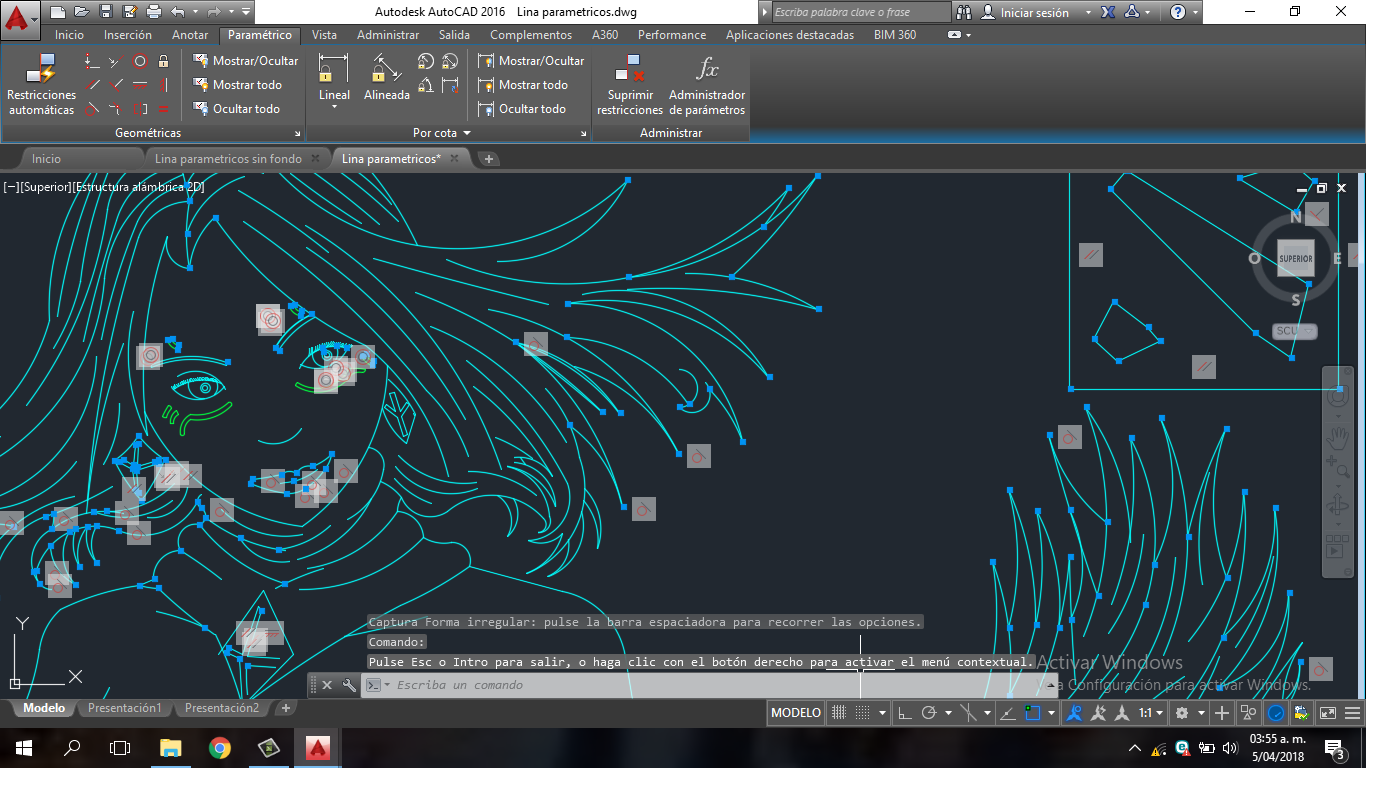 Autodesk AutoCAD 2016 Lina parametricos.dwg
Escriba palabra clave o frase
Iniciar sesión
Inicio Inserción Anotar Paramétrico Vista Administrar Salida Complementos A360 Performance Aplicaciones destacadas BIM 360
Restricciones automáticas
Mostrar/Ocultar
Mostrar todo
Ocultar todo
Geométricas
Lineal
Alineada
Mostrar/Ocultar
Mostrar todo
Ocultar todo
Por cota
Suprimir restricciones
fx
Administrador de parámetros
Administrar
Inicio
Lina parametricos sin fondo
Lina parametricos*
[−][Superior][Estructura alámbrica 2D]
N
O
SUPERIOR
E
S
SCU
Y
X
Captura Forma irregular: pulse la barra espaciadora para recorrer las opciones.
Comando:
Pulse Esc o Intro para salir, o haga clic con el botón derecho para activar el menú contextual.
Escriba un comando
Activar Windows
a Configuración para activar Windows.
Modelo Presentación1 Presentación2
MODELO
1:1
03:55 a. m.
5/04/2018
3